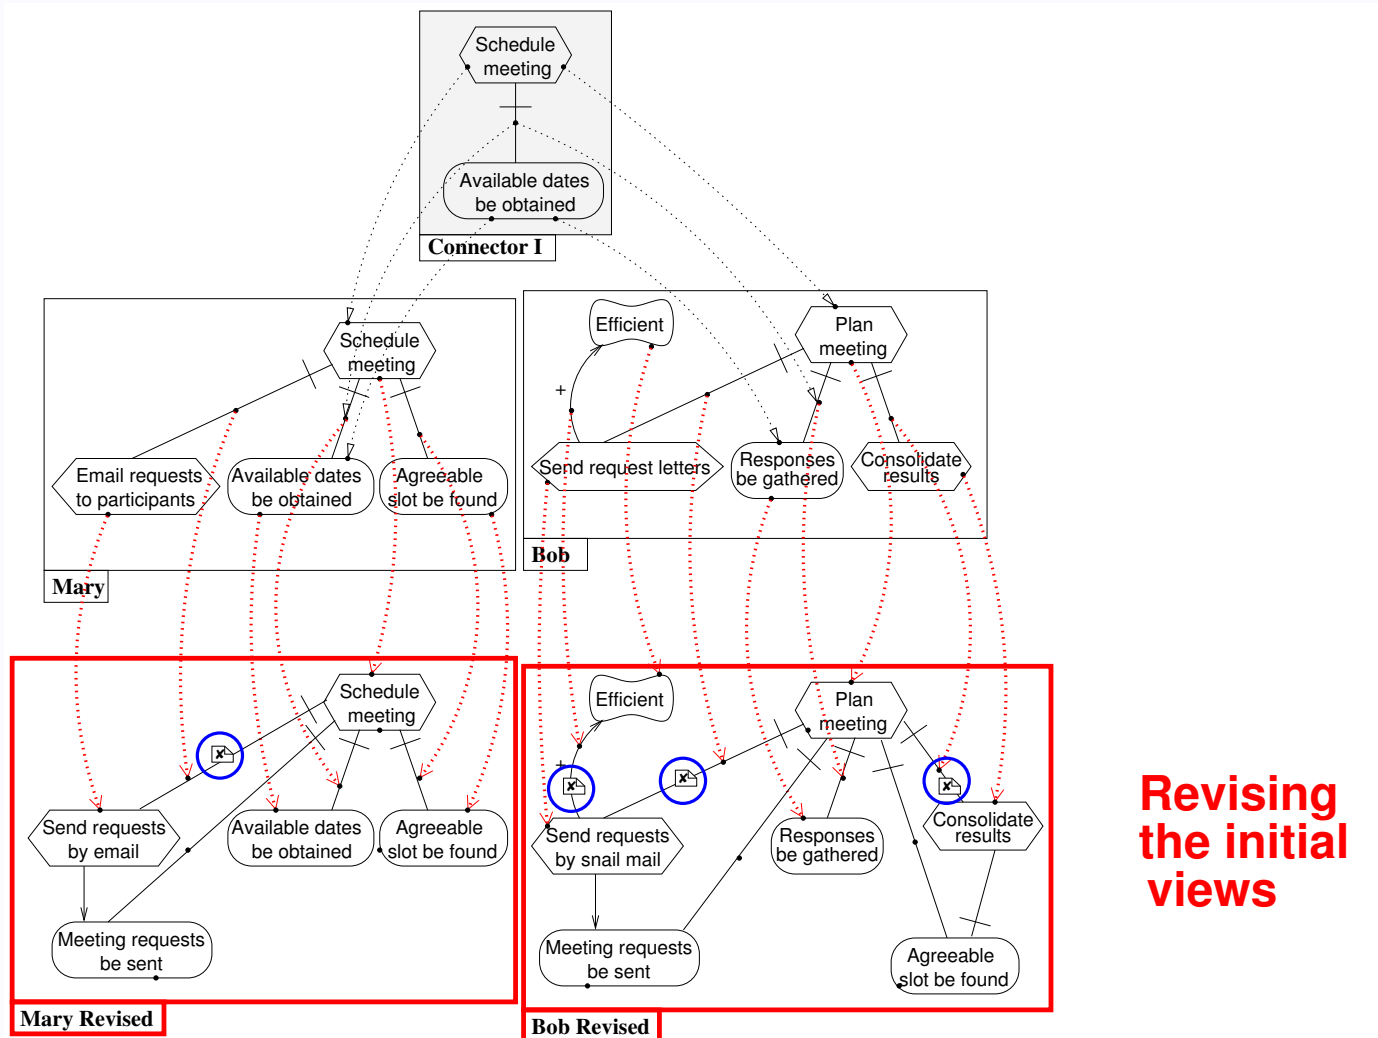 Schedule
meeting
Available dates
be obtained
Connector I
Schedule
meeting
Email requests
to participants
Available dates
be obtained
Agreeable
slot be found
Mary
Efficient
Plan
meeting
+
Send request letters
Responses
be gathered
Consolidate
results
Bob
Schedule
meeting
x
Send requests
by email
Available dates
be obtained
Agreeable
slot be found
Meeting requests
be sent
Mary Revised
Efficient
Plan
meeting
+
x
x
x
Send requests
by snail mail
Responses
be gathered
Consolidate
results
Meeting requests
be sent
Agreeable
slot be found
Bob Revised
Revising
the initial
views